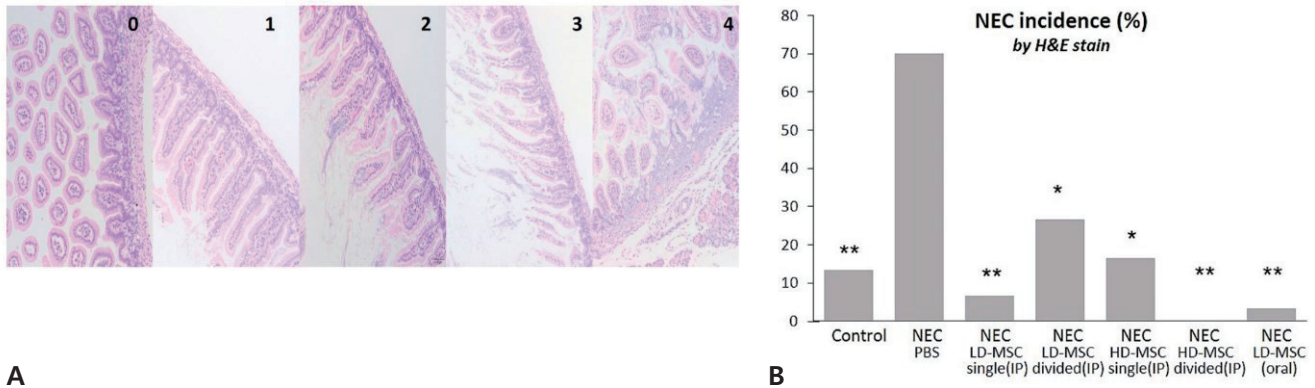 0 1 2 3 4
NEC incidence (%)
by H&E stain
80
70
60
50
40
30
20
10
0
**
**
*
*
**
**
Control
NEC PBS
NEC LD-MSC single(IP)
NEC LD-MSC divided(IP)
NEC HD-MSC single(IP)
NEC HD-MSC divided(IP)
NEC LD-MSC (oral)
A
B